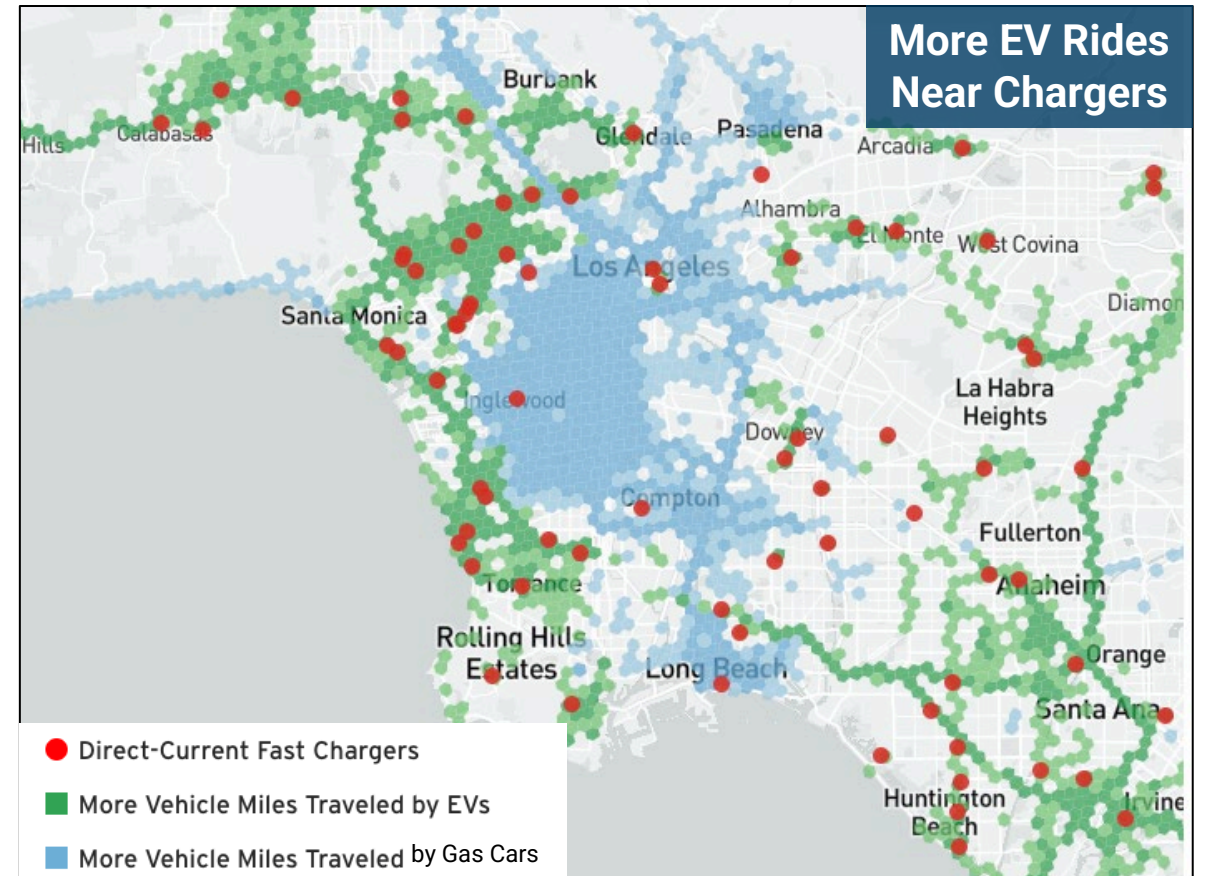 More EV Rides
Near Chargers
Burbank
Calabasas
Hills
Glendale
Pasadena
Arcadia
Alhambra
El Monte
West Covina
Los Angeles
Santa Monica
Diamon
Inglewood
La Habra
Heights
Downey
Compton
Fullerton
Torrance
Anaheim
Rolling Hills
Estates
Long Beach
Orange
Santa Ana
Huntington
Beach
Irvine
Direct-Current Fast Chargers
More Vehicle Miles Traveled by EVs
More Vehicle Miles Traveled by Gas Cars